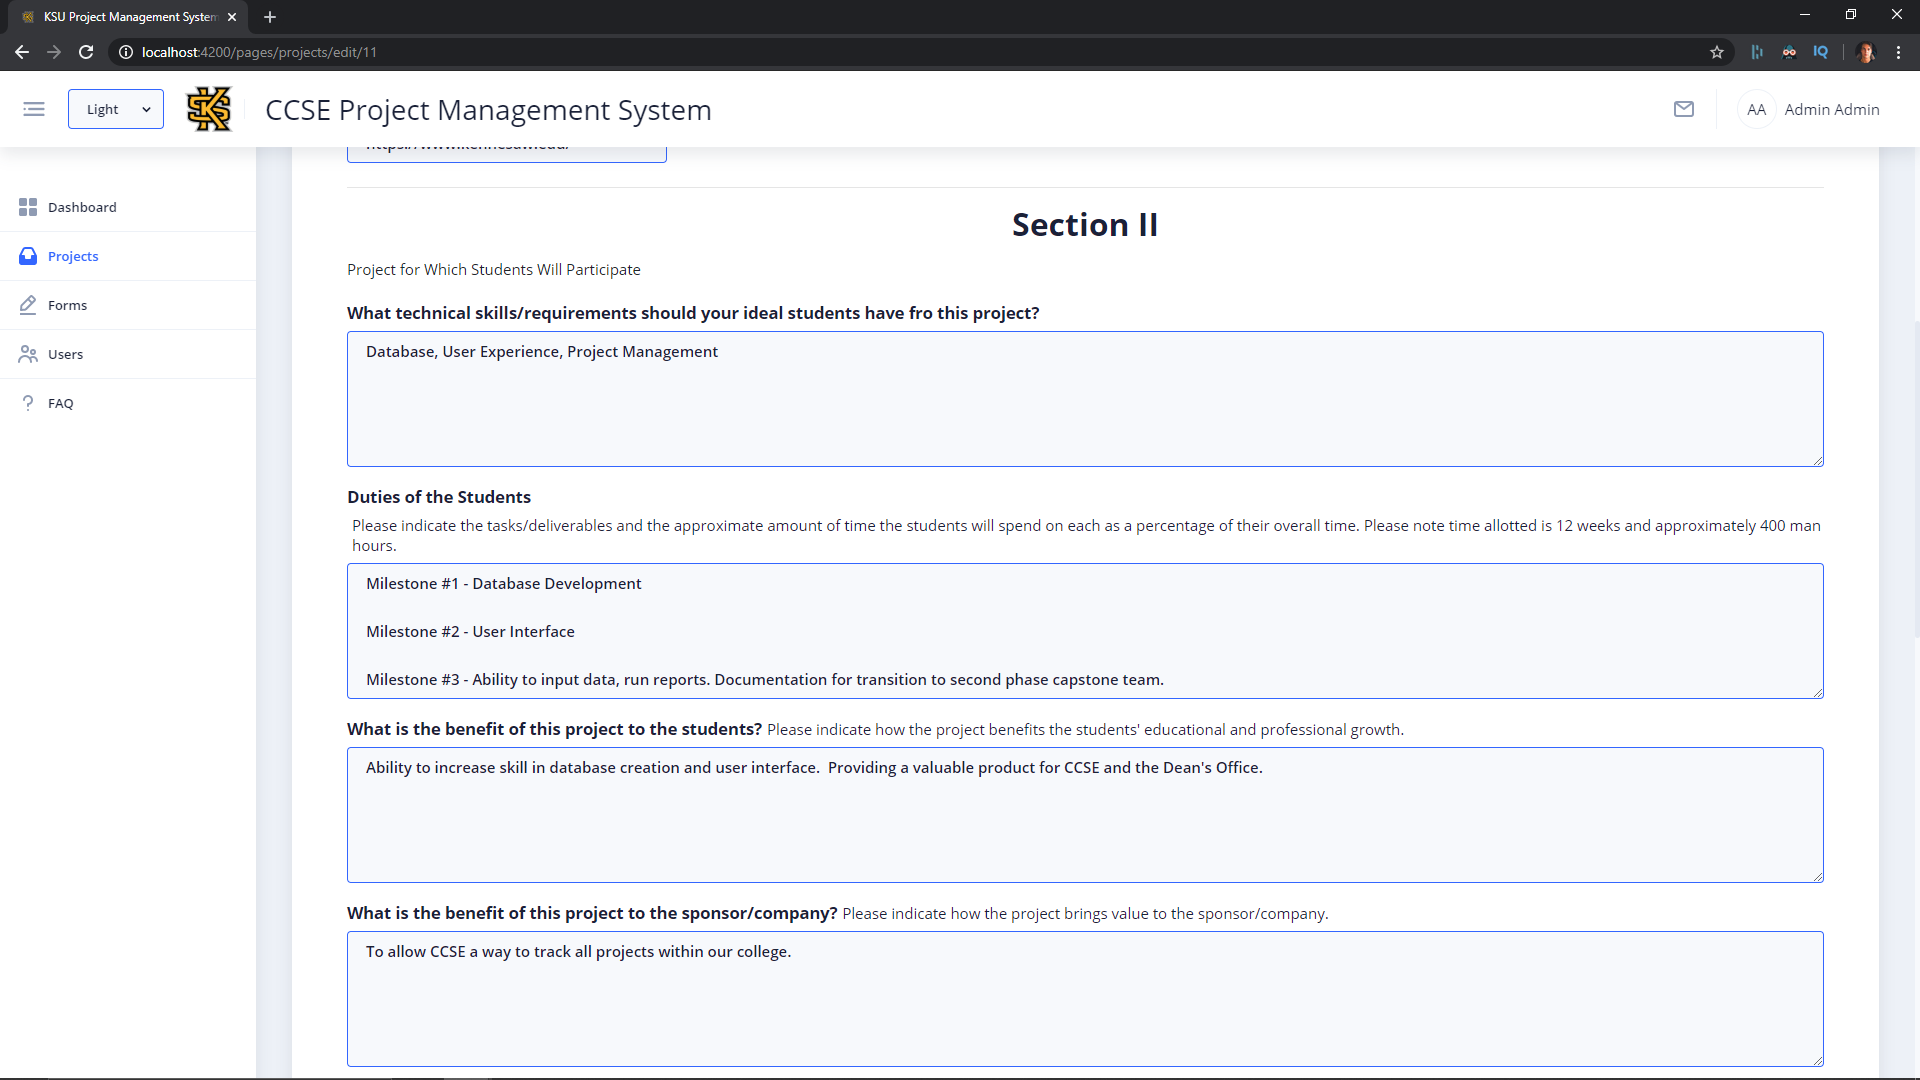 KSU Project Management System
localhost:4200/pages/projects/edit/11
IQ
Light
KS
CCSE Project Management System
AA
Admin Admin
https://www.kennesaw.edu/
Dashboard
Projects
Forms
Users
? FAQ
Section II
Project for Which Students Will Participate
What technical skills/requirements should your ideal students have fro this project?
Database, User Experience, Project Management
Duties of the Students
Please indicate the tasks/deliverables and the approximate amount of time the students will spend on each as a percentage of their overall time. Please note time allotted is 12 weeks and approximately 400 man
hours.
Milestone #1 - Database Development
Milestone #2 - User Interface
Milestone #3 - Ability to input data, run reports. Documentation for transition to second phase capstone team.
What is the benefit of this project to the students? Please indicate how the project benefits the students' educational and professional growth.
Ability to increase skill in database creation and user interface.  Providing a valuable product for CCSE and the Dean's Office.
What is the benefit of this project to the sponsor/company? Please indicate how the project brings value to the sponsor/company.
To allow CCSE a way to track all projects within our college.